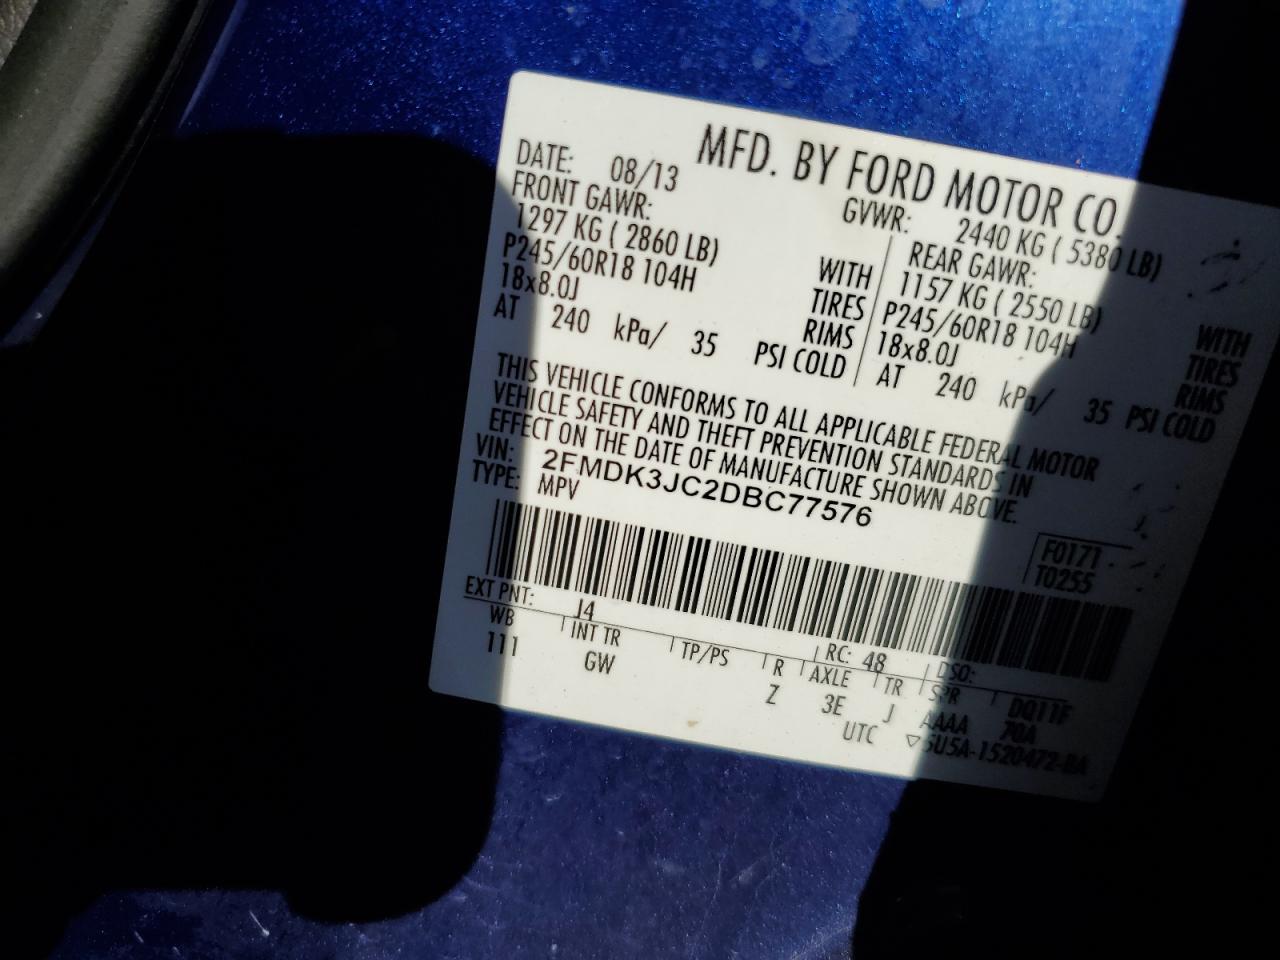 MFD. BY FORD MOTOR CO.
DATE: 08/13 GVWR: 2440 KG ( 5380 LB)
FRONT GAWR: REAR GAWR:
1297 KG ( 2860 LB) WITH 1157 KG ( 2550 LB) WITH
P245/60R18 104H TIRES P245/60R18 104H TIRES
18x8.0J RIMS 18x8.0J RIMS
AT 240 kPa/ 35 PSI COLD AT 240 kPa/ 35 PSI COLD
THIS VEHICLE CONFORMS TO ALL APPLICABLE FEDERAL MOTOR
VEHICLE SAFETY AND THEFT PREVENTION STANDARDS IN
EFFECT ON THE DATE OF MANUFACTURE SHOWN ABOVE.
VIN: 2FMDK3JC2DBC77576
TYPE: MPV
F0171
T0255
EXT PNT: J4 RC: 48 DSO:
WB INT TR TP/PS R AXLE TR SPR DQ11F
111 GW Z 3E J AAAA 70A
UTC ▽5U5A-1520472-BA